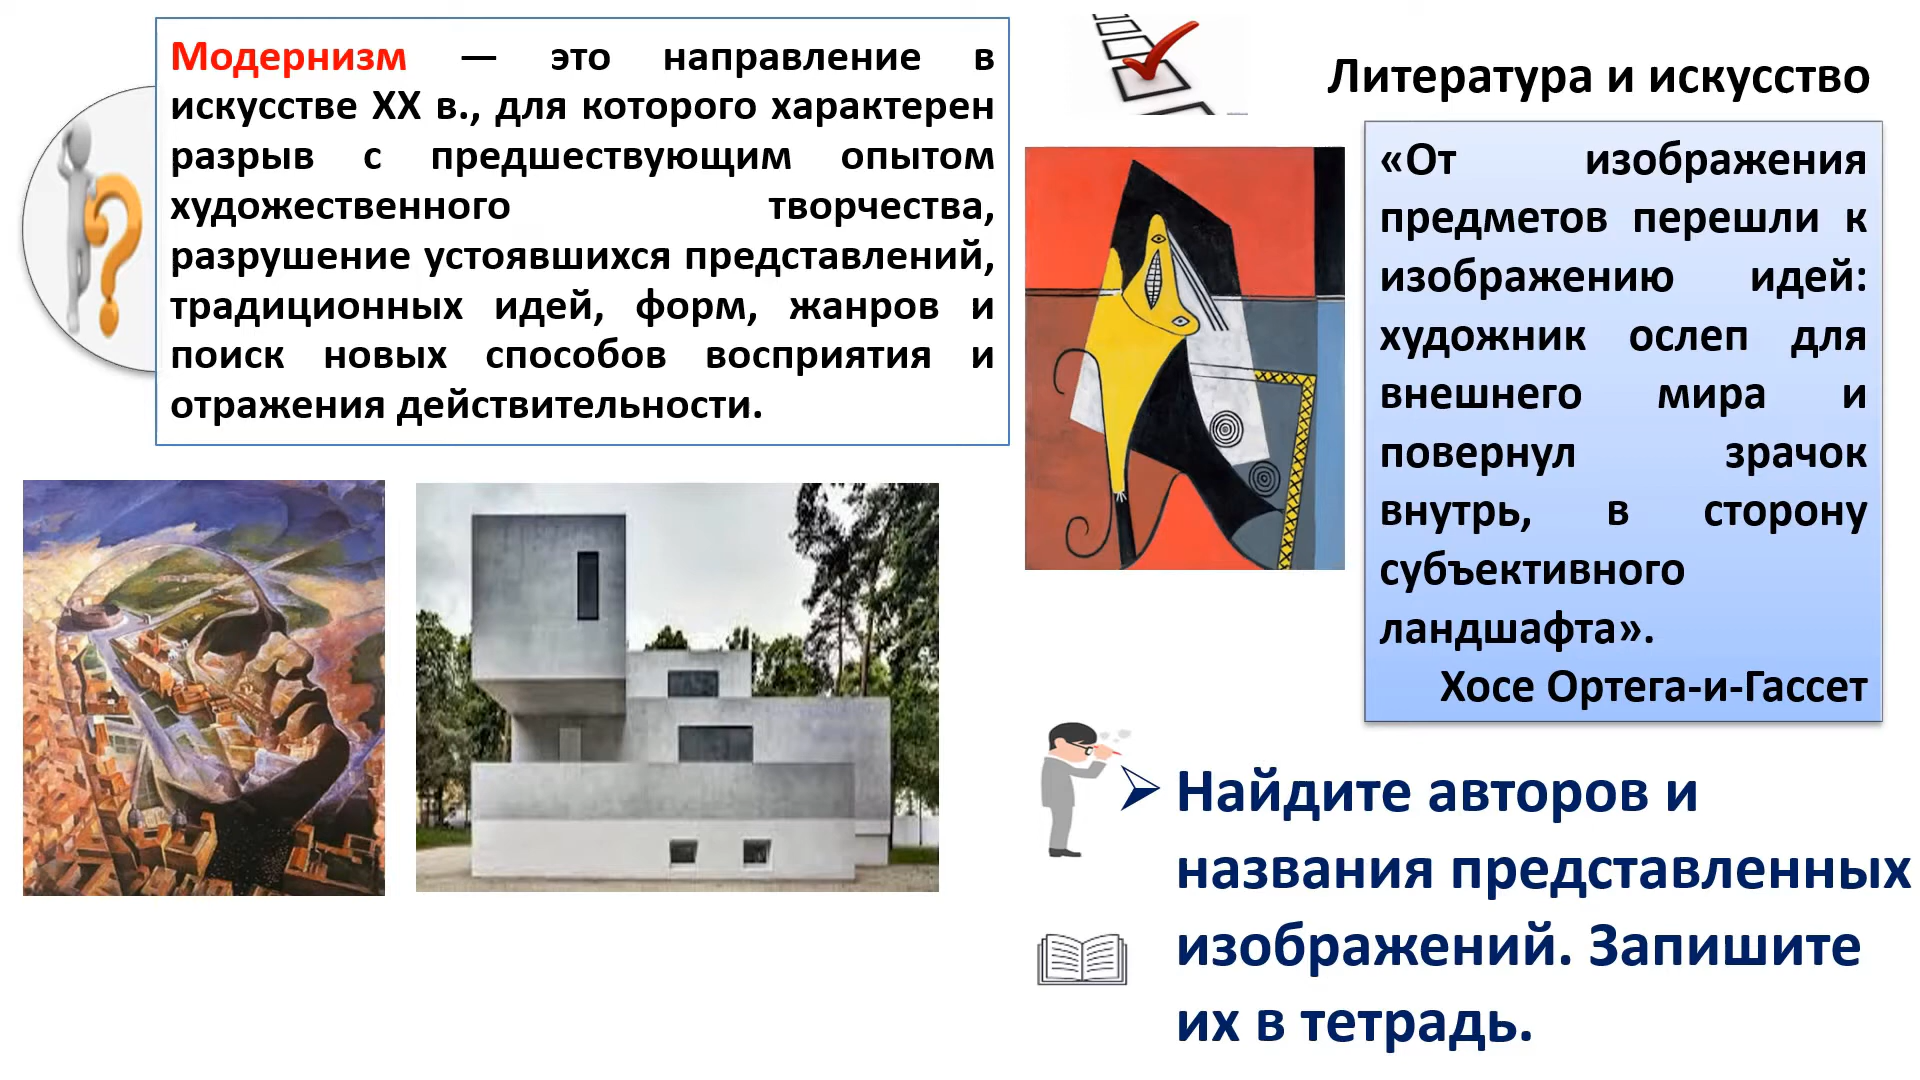 Модернизм — это направление в
искусстве XX в., для которого характерен
разрыв с предшествующим опытом
художественного творчества,
разрушение устоявшихся представлений,
традиционных идей, форм, жанров и
поиск новых способов восприятия и
отражения действительности.
Литература и искусство
«От изображения
предметов перешли к
изображению идей:
художник ослеп для
внешнего мира и
повернул зрачок
внутрь, в сторону
субъективного
ландшафта».
Хосе Ортега-и-Гассет
Найдите авторов и
названия представленных
изображений. Запишите
их в тетрадь.